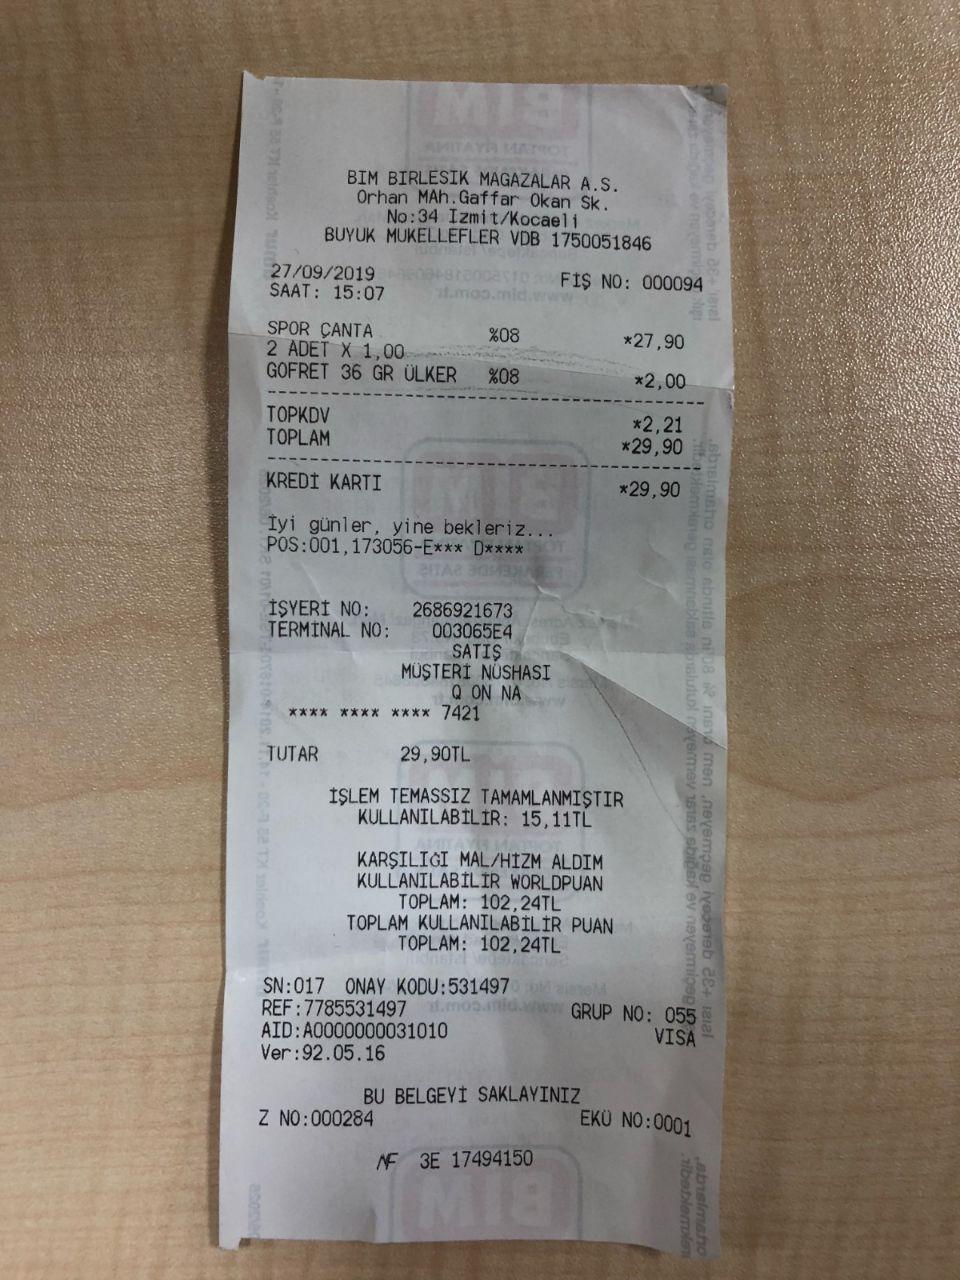 BIM BIRLESIK MAGAZALAR A.S.
Orhan MAh.Gaffar Okan Sk.
No:34 Izmit/Kocaeli
BUYUK MUKELLEFLER VDB 1750051846
27/09/2019 FİŞ NO: 000094
SAAT: 15:07
SPOR ÇANTA %08 *27,90
2 ADET X 1,00
GOFRET 36 GR ÜLKER %08 *2,00
TOPKDV *2,21
TOPLAM *29,90
KREDİ KARTI *29,90
İyi günler, yine bekleriz...
POS:001,173056-E*** D****
İŞYERİ NO: 2686921673
TERMİNAL NO: 003065E4
SATIŞ
MÜŞTERİ NÜSHASI
Q ON NA
**** **** **** 7421
TUTAR 29,90TL
İŞLEM TEMASSIZ TAMAMLANMIŞTIR
KULLANILABİLİR: 15,11TL
KARŞILIĞI MAL/HİZM ALDIM
KULLANILABİLİR WORLDPUAN
TOPLAM: 102,24TL
TOPLAM KULLANILABİLİR PUAN
TOPLAM: 102,24TL
SN:017 ONAY KODU:531497
REF:7785531497 GRUP NO: 055
AID:A0000000031010 VISA
Ver:92.05.16
BU BELGEYİ SAKLAYINIZ
Z NO:000284 EKÜ NO:0001
MF 3E 17494150